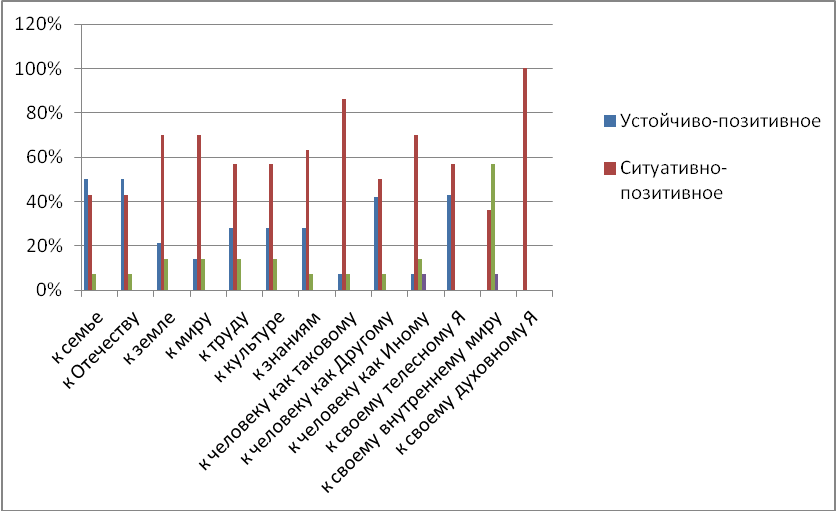 120%
100%
80%
60%
40%
20%
0%
к семье
к Отечеству
к земле
к миру
к труду
к культуре
к знаниям
к человеку как таковому
к человеку как Другому
к человеку как Иному
к своему телесному Я
к своему внутреннему миру
к своему духовному Я
Устойчиво-позитивное
Ситуативно-
позитивное